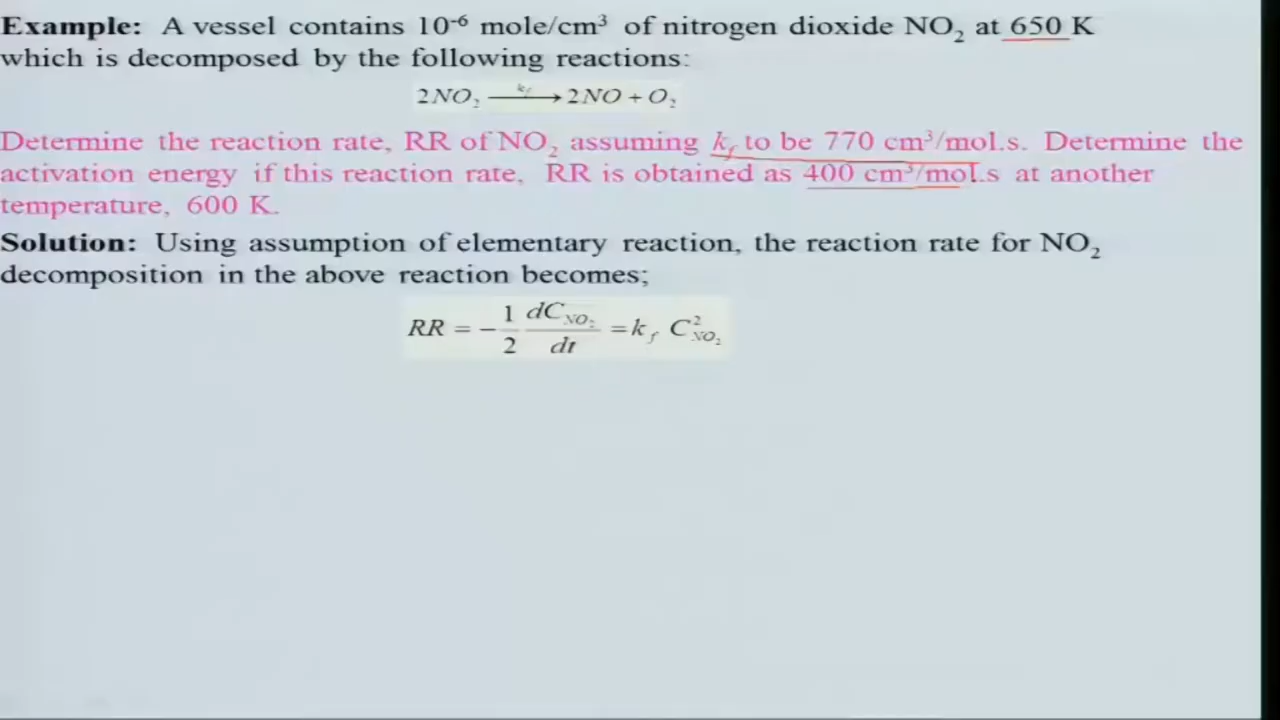 Example: A vessel contains 10⁻⁶ mole/cm³ of nitrogen dioxide NO₂ at 650 K
which is decomposed by the following reactions:
2NO₂ —k_f→ 2NO + O₂
Determine the reaction rate, RR of NO₂ assuming k_f to be 770 cm³/mol.s. Determine the
activation energy if this reaction rate, RR is obtained as 400 cm³/mol.s at another
temperature, 600 K.
Solution: Using assumption of elementary reaction, the reaction rate for NO₂
decomposition in the above reaction becomes;
RR = − 1/2 dC_NO₂/dt = k_f C²_NO₂